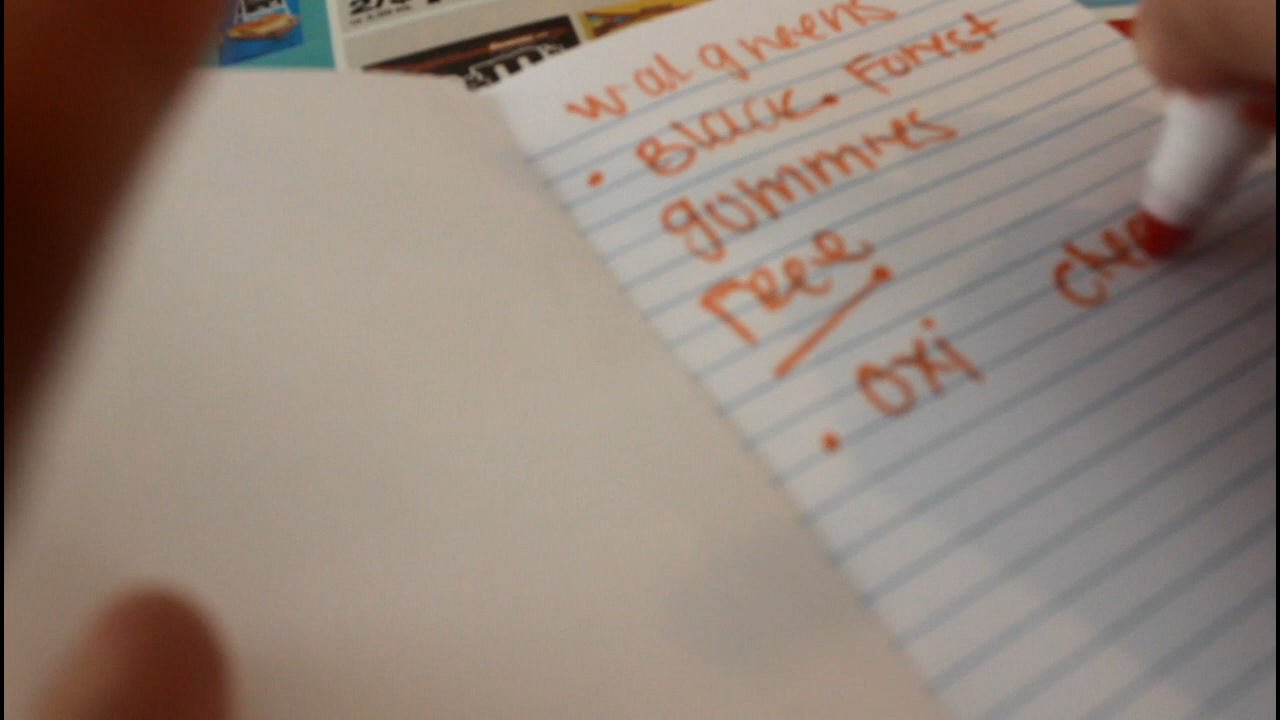 walgreens
• Black. Forest
gummies
Free
• oxi